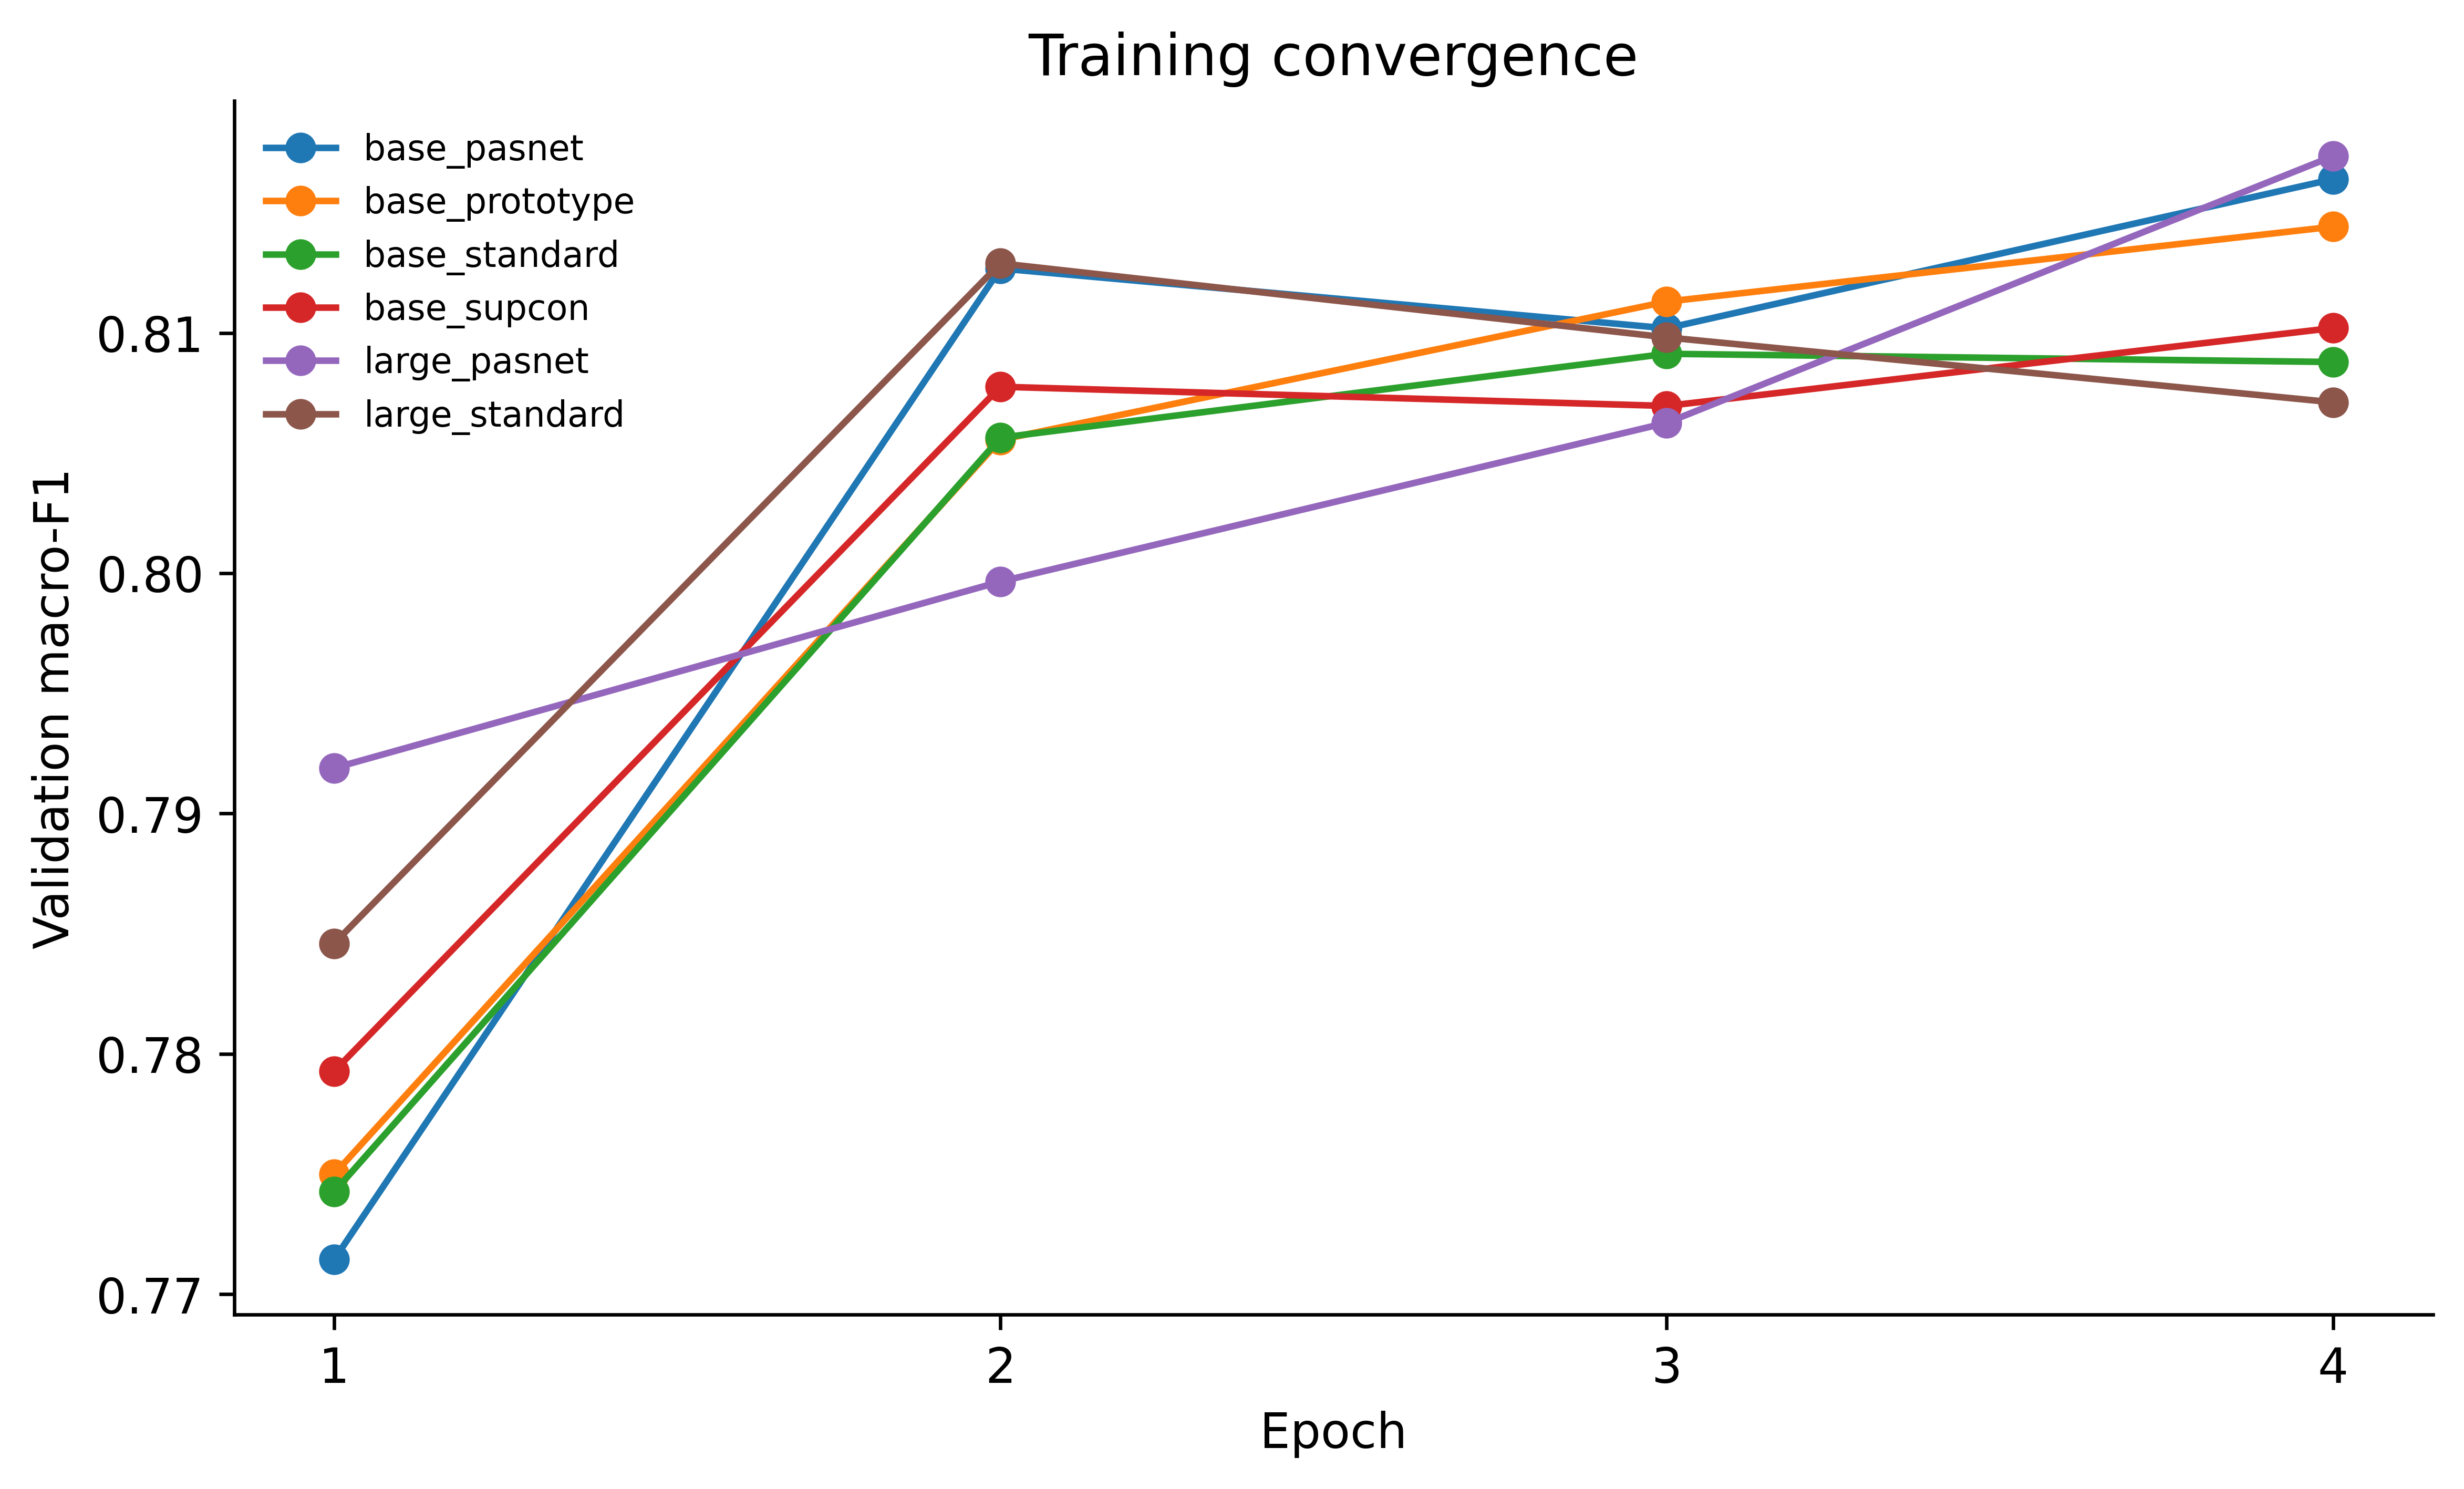 Training convergence
base_pasnet
base_prototype
base_standard
base_supcon
large_pasnet
large_standard
Validation macro-F1
0.81
0.80
0.79
0.78
0.77
1 2 3 4
Epoch